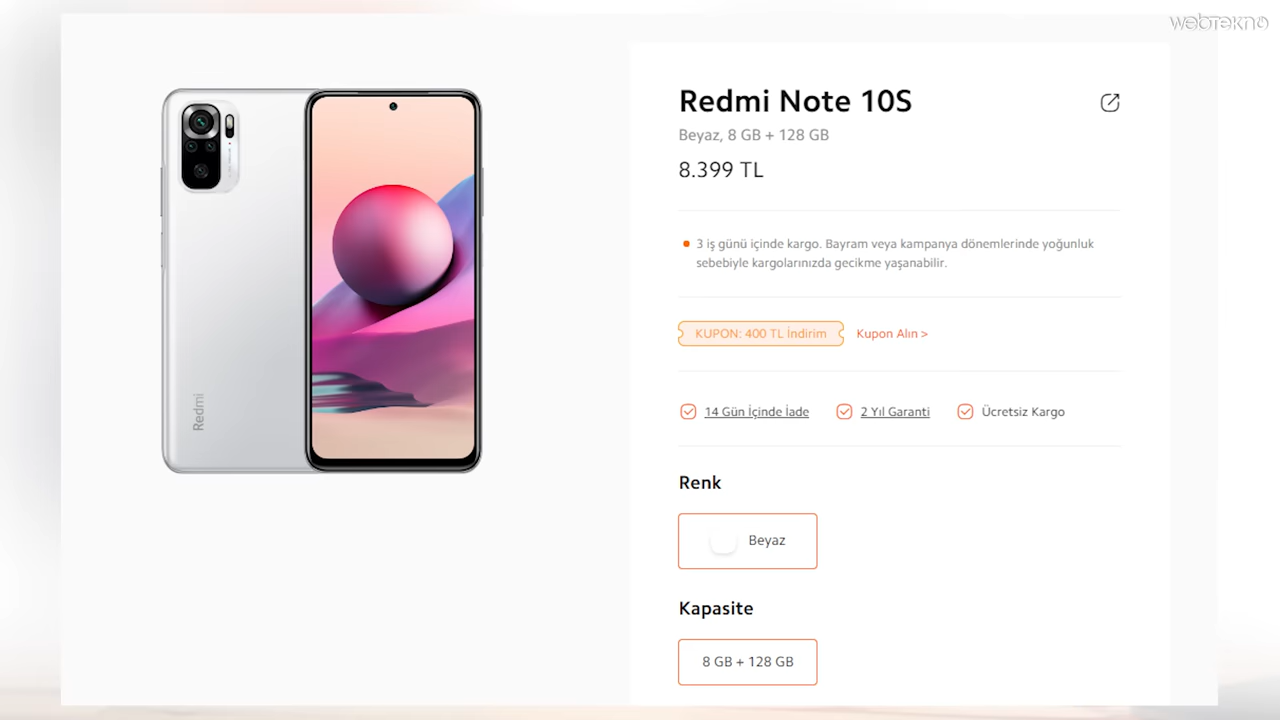 webtekno
Redmi Note 10S
Beyaz, 8 GB + 128 GB
8.399 TL
3 iş günü içinde kargo. Bayram veya kampanya dönemlerinde yoğunluk
sebebiyle kargolarınızda gecikme yaşanabilir.
KUPON: 400 TL İndirim Kupon Alın >
14 Gün İçinde İade 2 Yıl Garanti Ücretsiz Kargo
Redmi
Renk
Beyaz
Kapasite
8 GB + 128 GB